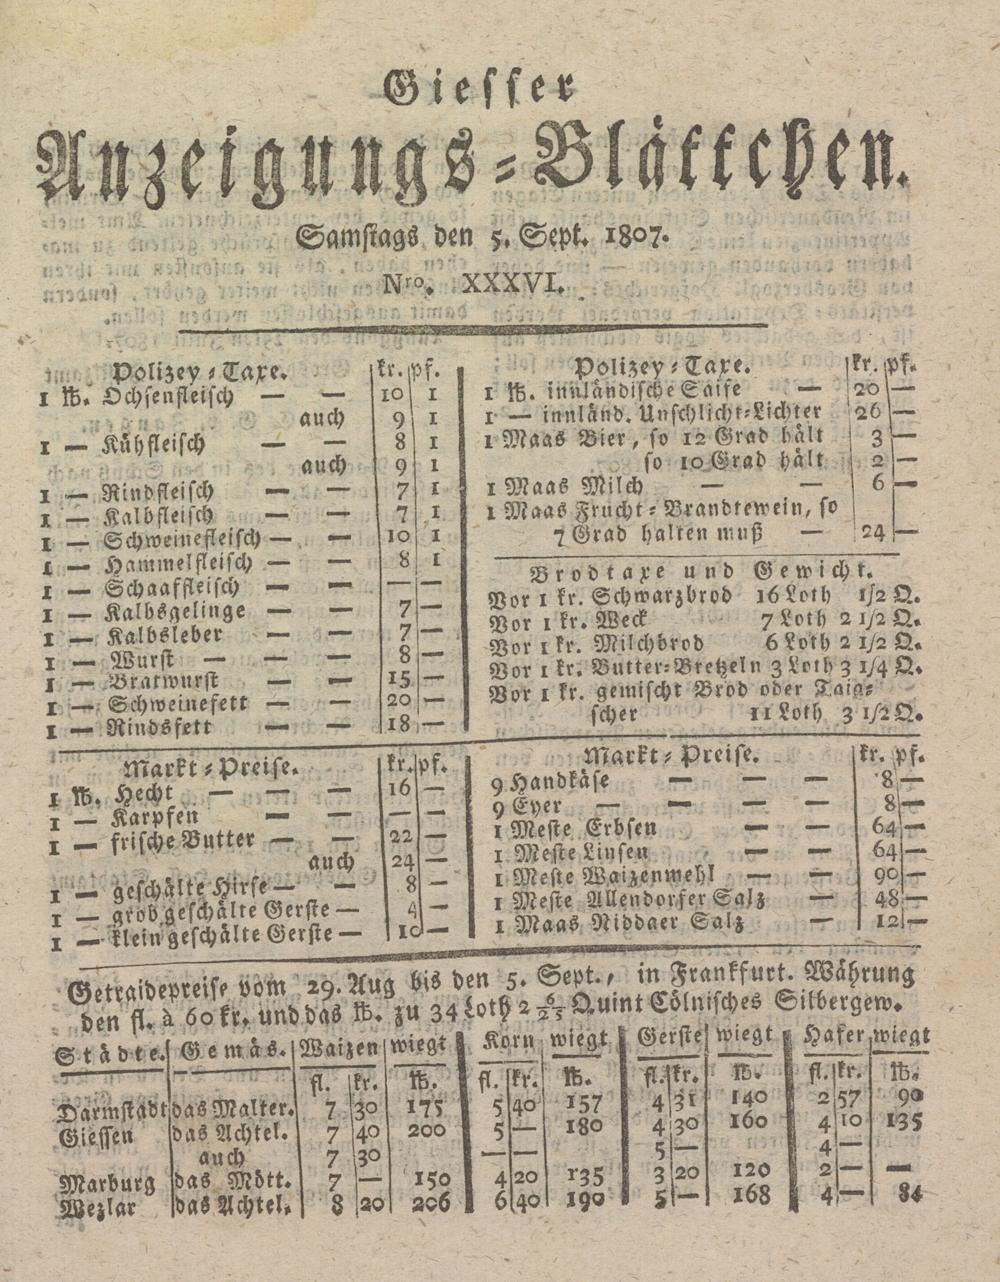 Giesser
Anzeigungs-Blättchen.
Samstags den 5. Sept. 1807.
Nro. XXXVI.
Polizey-Taxe. kr. pf.
1 ℔. Ochsenfleisch — — 10 1
auch 9 1
1 — Kühfleisch — — 8 1
auch 9 1
1 — Rindfleisch — — 7 1
1 — Kalbfleisch — — 7 1
1 — Schweinefleisch — — 10 1
1 — Hammelfleisch — — 8 1
1 — Schaafleisch — — — —
1 — Kalbsgelinge — — 7 —
1 — Kalbsleber — — 7 —
1 — Wurst — — — 8 —
1 — Bratwurst — — 15 —
1 — Schweinefett — — 20 —
1 — Rindsfett — — 18 —
Polizey-Taxe. kr. pf.
1 ℔. innländische Saife — 20 —
1 — innländ. Unschlicht-Lichter 26 —
1 Maas Bier, so 12 Grad hält 3 —
so 10 Grad hält 2 —
1 Maas Milch — — 6 —
1 Maas Frucht-Brandtewein, so
7 Grad halten muß — 24 —
Brodtaxe und Gewicht.
Vor 1 kr. Schwarzbrod 16 Loth 1/2 Q.
Vor 1 kr. Weck 7 Loth 2 1/2 Q.
Vor 1 kr. Milchbrod 6 Loth 2 1/2 Q.
Vor 1 kr. Butter-Bretzeln 3 Loth 3 1/4 Q.
Vor 1 kr. gemischt Brod oder Taig-
scher 11 Loth 3 1/2 Q.
Markt-Preise. kr. pf.
1 ℔. Hecht — — — 16 —
1 — Karpfen — — — —
1 — frische Butter — — 22 —
auch 24 —
1 — geschälte Hirse — — 8 —
1 — grob geschälte Gerste — 4 —
1 — klein geschälte Gerste — 10 —
Markt-Preise. kr. pf.
9 Handkäse — — — 8 —
9 Eyer — — — — 8 —
1 Meste Erbsen — — 64 —
1 Meste Linsen — — 64 —
1 Meste Waizenmehl — — 90 —
1 Meste Allendorfer Salz — 48 —
1 Maas Niddaer Salz — 12 —
Getraidepreise vom 29. Aug bis den 5. Sept., in Frankfurt. Währung
den fl. à 60 kr. und das ℔. zu 34 Loth 2 6/25 Quint Cölnisches Silbergew.
Städte. Gemäs. Waizen wiegt Korn wiegt Gerste wiegt Hafer wiegt
fl. kr. ℔. fl. kr. ℔. fl. kr. ℔. fl. kr. ℔.
Darmstadt das Malter. 7 30 175 5 40 157 4 31 140 2 57 90
Giessen das Achtel. 7 40 200 5 — 180 4 30 160 4 10 135
auch 7 30 — — 5 — 4 —
Marburg das Mött. 7 — 150 4 20 135 3 20 120 2 — —
Wezlar das Achtel. 8 20 206 6 40 190 5 — 168 4 — 84